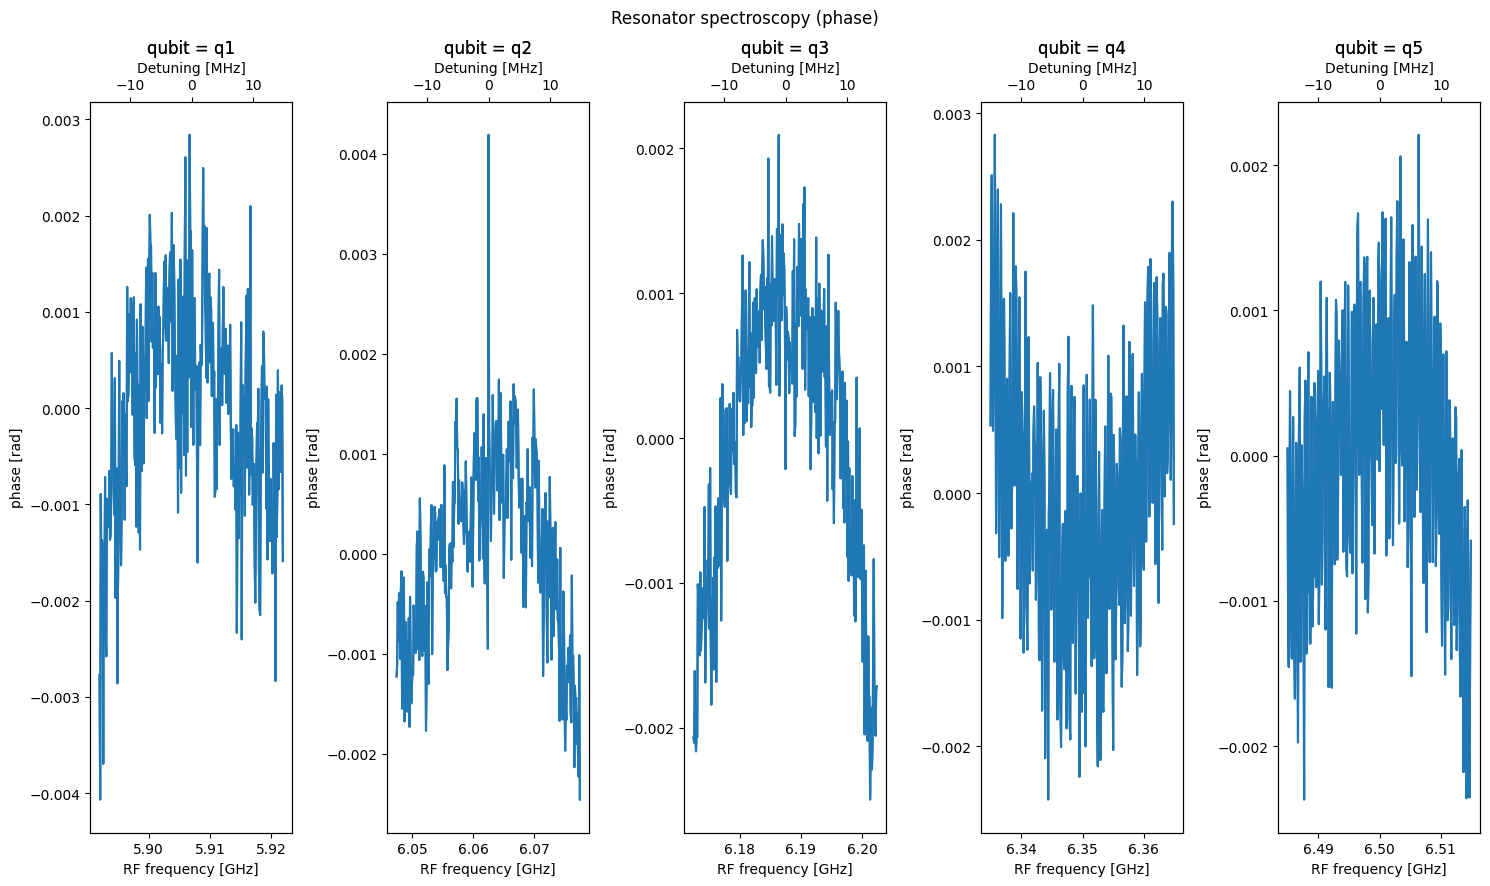 Resonator spectroscopy (phase)
qubit = q1 qubit = q2 qubit = q3 qubit = q4 qubit = q5
Detuning [MHz] Detuning [MHz] Detuning [MHz] Detuning [MHz] Detuning [MHz]
−10 0 10 −10 0 10 −10 0 10 −10 0 10 −10 0 10
phase [rad]
0.003
0.002
0.001
0.000
−0.001
−0.002
−0.003
−0.004
5.90 5.91 5.92
RF frequency [GHz]
phase [rad]
0.004
0.003
0.002
0.001
0.000
−0.001
−0.002
6.05 6.06 6.07
RF frequency [GHz]
phase [rad]
0.002
0.001
0.000
−0.001
−0.002
6.18 6.19 6.20
RF frequency [GHz]
phase [rad]
0.003
0.002
0.001
0.000
−0.001
−0.002
6.34 6.35 6.36
RF frequency [GHz]
phase [rad]
0.002
0.001
0.000
−0.001
−0.002
6.49 6.50 6.51
RF frequency [GHz]